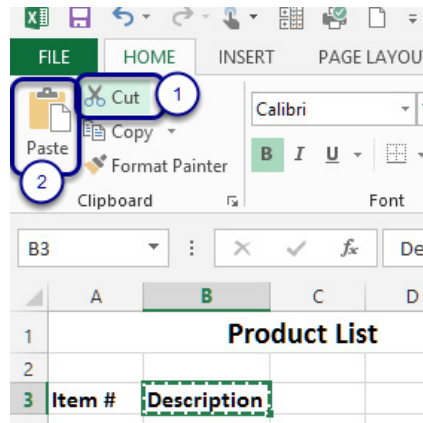 FILE HOME INSERT PAGE LAYOU
Cut 1
Calibri
Paste
Copy
B I U
2
Format Painter
Clipboard Font
B3 fx De
A B C D
1 Product List
2
3 Item # Description